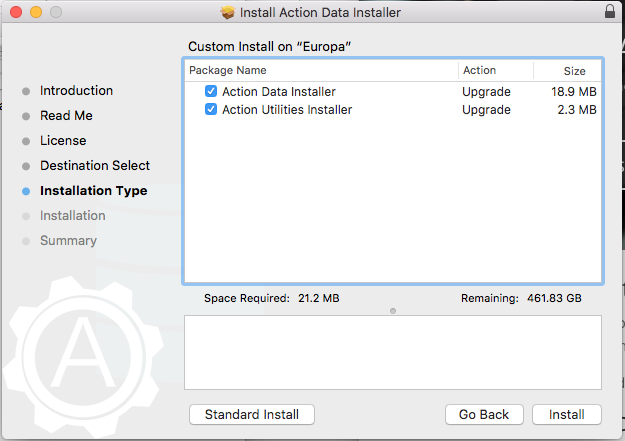 Install Action Data Installer
Custom Install on “Europa”
Package Name Action Size
Action Data Installer Upgrade 18.9 MB
Action Utilities Installer Upgrade 2.3 MB
Introduction
Read Me
License
Destination Select
Installation Type
Installation
Summary
Space Required: 21.2 MB Remaining: 461.83 GB
A
Standard Install Go Back Install